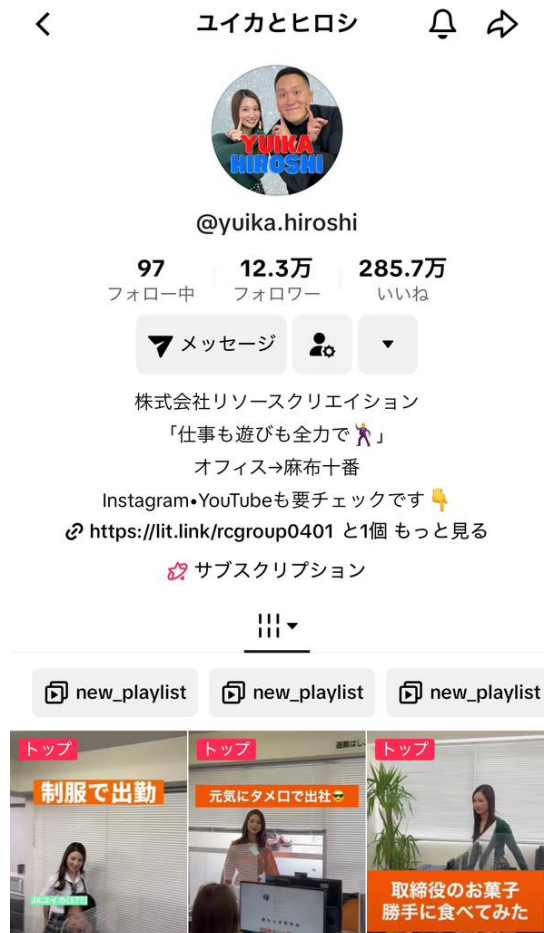 ユイカとヒロシ
YUIKA
HIROSHI
@yuika.hiroshi
97 12.3万 285.7万
フォロー中 フォロワー いいね
メッセージ
株式会社リソースクリエイション
「仕事も遊びも全力で🕺」
オフィス→麻布十番
Instagram•YouTubeも要チェックです👇
https://lit.link/rcgroup0401 と1個 もっと見る
サブスクリプション
new_playlist new_playlist new_playlist
トップ トップ トップ
制服で出勤
JKユイカ(17?)
元気にタメ口で出社😎
取締役のお菓子
勝手に食べてみた